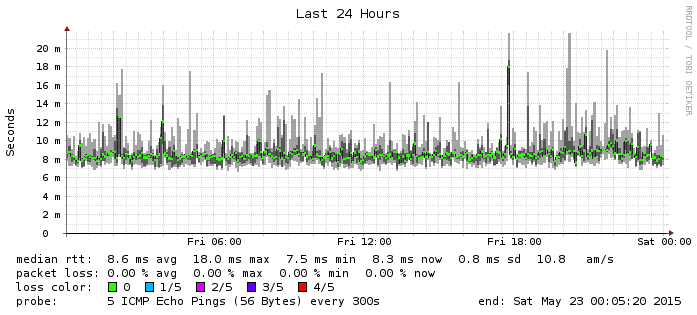 Last 24 Hours
RRDTOOL / TOBI OETIKER
Seconds
20 m
18 m
16 m
14 m
12 m
10 m
8 m
6 m
4 m
2 m
0
Fri 06:00 Fri 12:00 Fri 18:00 Sat 00:00
median rtt: 8.6 ms avg 18.0 ms max 7.5 ms min 8.3 ms now 0.8 ms sd 10.8 am/s
packet loss: 0.00 % avg 0.00 % max 0.00 % min 0.00 % now
loss color: 0 1/5 2/5 3/5 4/5
probe: 5 ICMP Echo Pings (56 Bytes) every 300s end: Sat May 23 00:05:20 2015